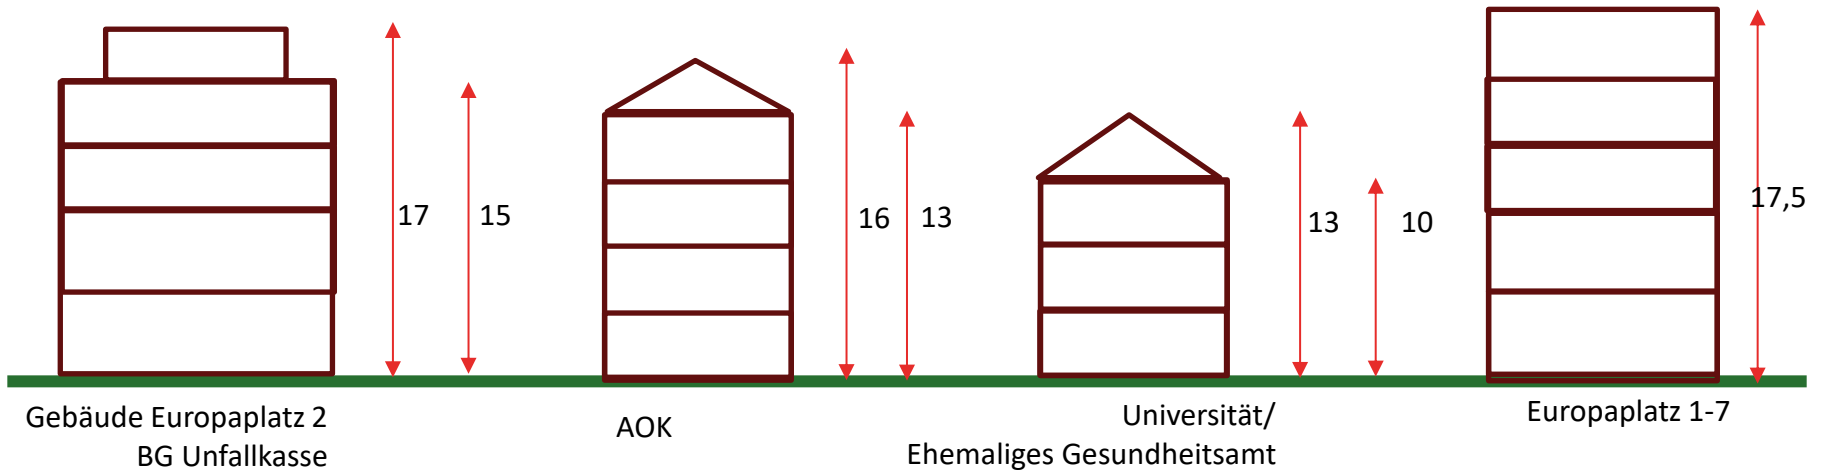 17
15
16
13
13
10
17,5
Gebäude Europaplatz 2
BG Unfallkasse
AOK
Universität/
Ehemaliges Gesundheitsamt
Europaplatz 1-7